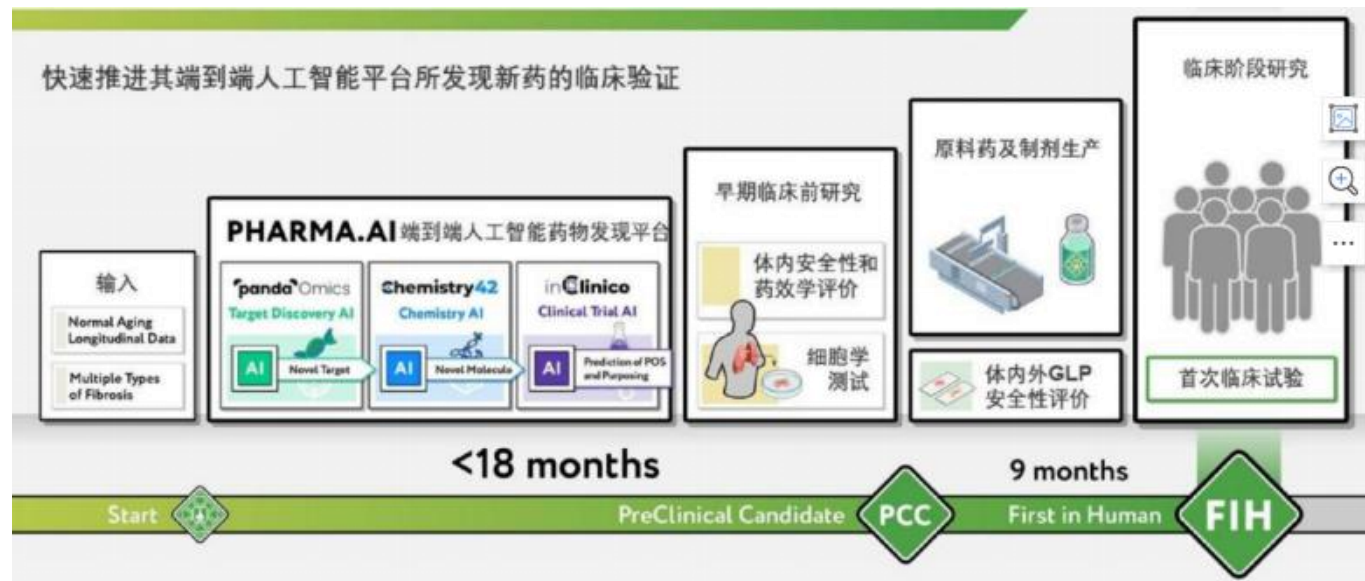 快速推进其端到端人工智能平台所发现新药的临床验证
输入
Normal Aging
Longitudinal Data
Multiple Types
of Fibrosis
PHARMA.AI端到端人工智能药物发现平台
pandaOmics
Target Discovery AI
AI
Novel Target
Chemistry42
Chemistry AI
AI
Novel Molecule
inClinico
Clinical Trial AI
AI
Prediction of POS
and Purposing
早期临床前研究
体内安全性和
药效学评价
细胞学
测试
原料药及制剂生产
体内外GLP
安全性评价
临床阶段研究
首次临床试验
<18 months
9 months
Start
PreClinical Candidate
PCC
First in Human
FIH